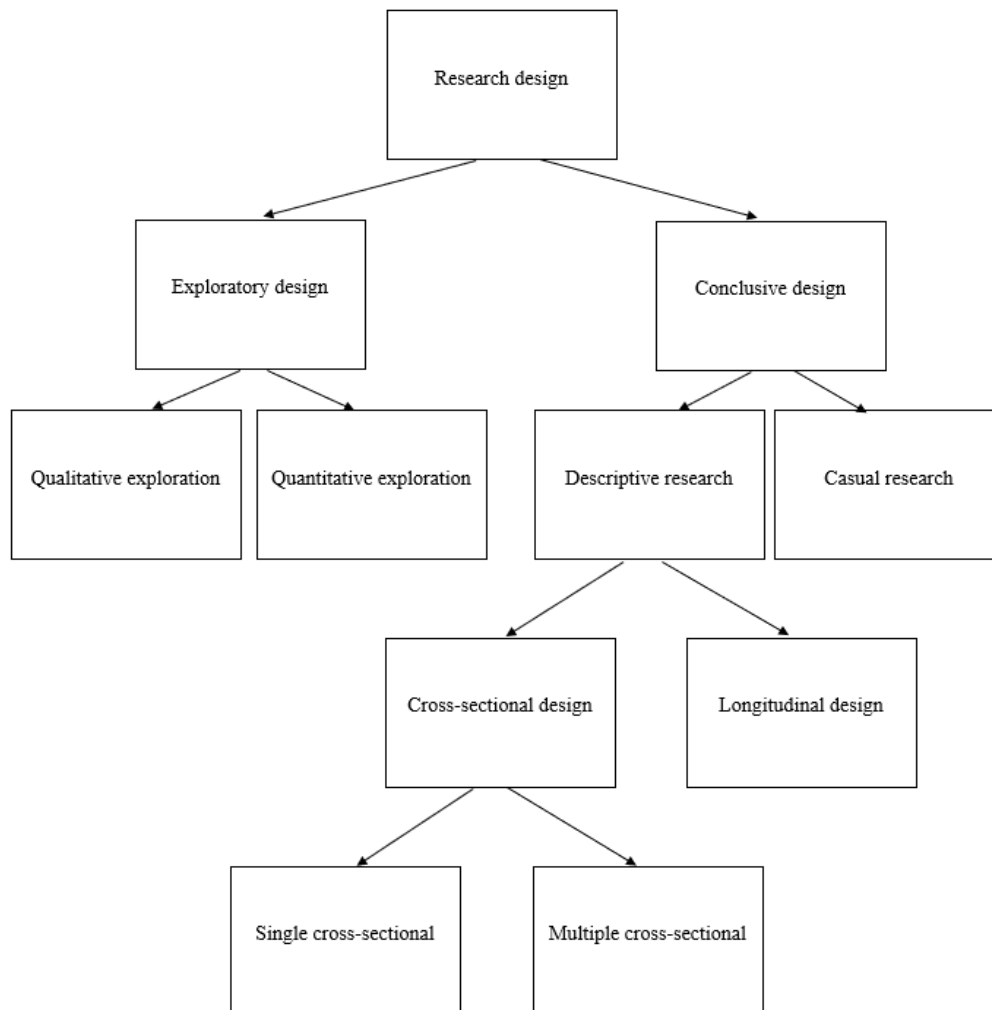 Research design
Exploratory design
Conclusive design
Qualitative exploration
Quantitative exploration
Descriptive research
Casual research
Cross-sectional design
Longitudinal design
Single cross-sectional
Multiple cross-sectional